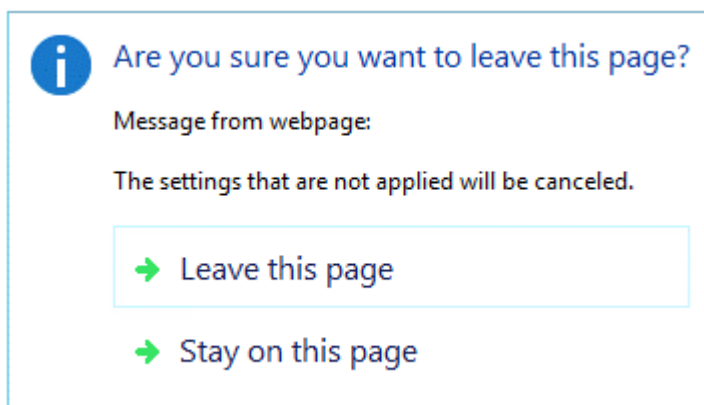 Are you sure you want to leave this page?
Message from webpage:
The settings that are not applied will be canceled.
Leave this page
Stay on this page